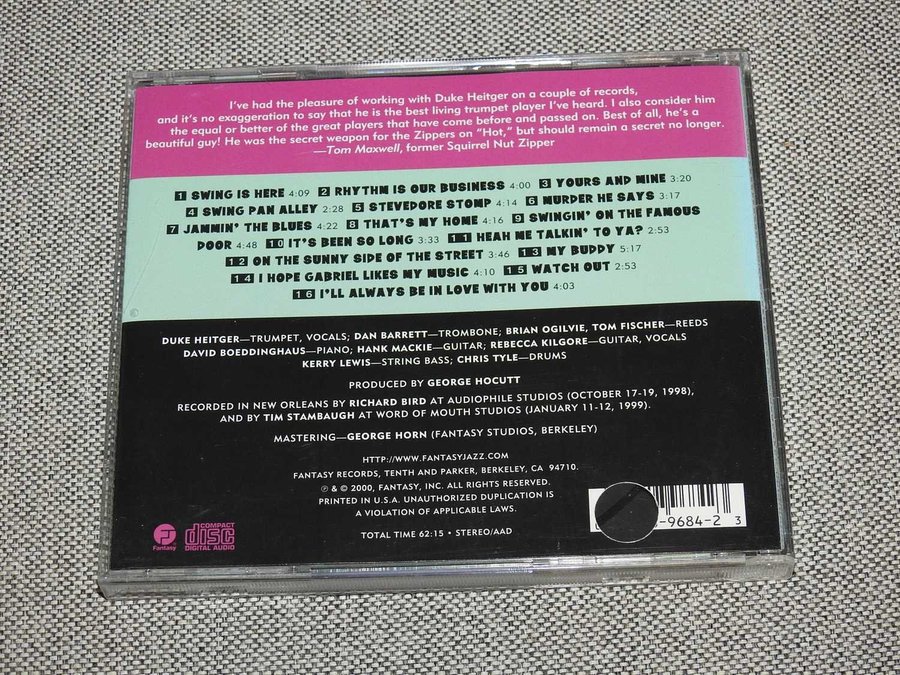 I've had the pleasure of working with Duke Heitger on a couple of records,
and it's no exaggeration to say that he is the best living trumpet player I've heard. I also consider him
the equal or better of the great players that have come before and passed on. Best of all, he's a
beautiful guy! He was the secret weapon for the Zippers on "Hot," but should remain a secret no longer.
—Tom Maxwell, former Squirrel Nut Zipper
1 SWING IS HERE 4:09 2 RHYTHM IS OUR BUSINESS 4:00 3 YOURS AND MINE 3:20
4 SWING PAN ALLEY 2:28 5 STEVEDORE STOMP 4:14 6 MURDER HE SAYS 3:17
7 JAMMIN' THE BLUES 4:22 8 THAT'S MY HOME 4:16 9 SWINGIN' ON THE FAMOUS
DOOR 4:48 10 IT'S BEEN SO LONG 3:33 11 HEAH ME TALKIN' TO YA? 2:53
12 ON THE SUNNY SIDE OF THE STREET 3:46 13 MY BUDDY 5:17
14 I HOPE GABRIEL LIKES MY MUSIC 4:10 15 WATCH OUT 2:53
16 I'LL ALWAYS BE IN LOVE WITH YOU 4:03
DUKE HEITGER—TRUMPET, VOCALS; DAN BARRETT—TROMBONE; BRIAN OGILVIE, TOM FISCHER—REEDS
DAVID BOEDDINGHAUS—PIANO; HANK MACKIE—GUITAR; REBECCA KILGORE—GUITAR, VOCALS
KERRY LEWIS—STRING BASS; CHRIS TYLE—DRUMS
PRODUCED BY GEORGE HOCUTT
RECORDED IN NEW ORLEANS BY RICHARD BIRD AT AUDIOPHILE STUDIOS (OCTOBER 17-19, 1998),
AND BY TIM STAMBAUGH AT WORD OF MOUTH STUDIOS (JANUARY 11-12, 1999).
MASTERING—GEORGE HORN (FANTASY STUDIOS, BERKELEY)
HTTP://WWW.FANTASYJAZZ.COM
FANTASY RECORDS, TENTH AND PARKER, BERKELEY, CA 94710.
℗ & © 2000, FANTASY, INC. ALL RIGHTS RESERVED.
PRINTED IN U.S.A. UNAUTHORIZED DUPLICATION IS
A VIOLATION OF APPLICABLE LAWS.
TOTAL TIME 62:15 • STEREO/AAD
Fantasy
COMPACT
disc
DIGITAL AUDIO
-9684-2 3